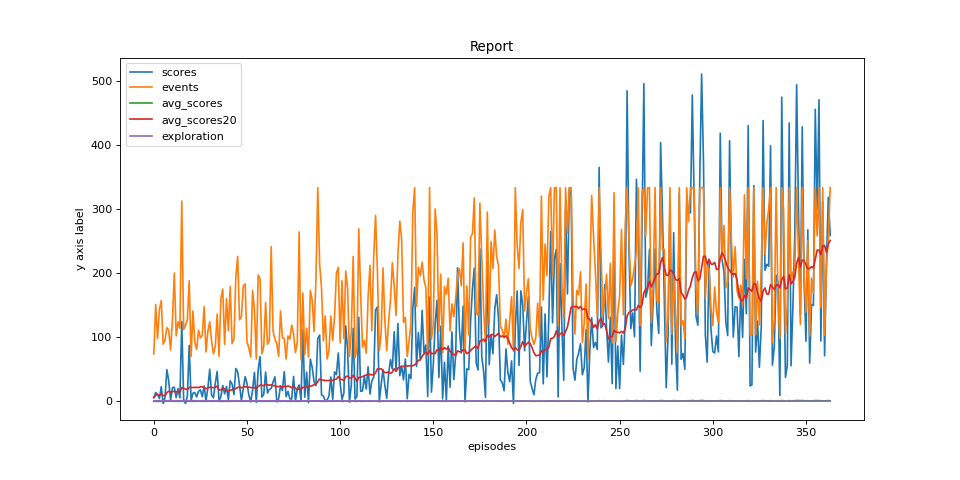 Report
scores
events
avg_scores
avg_scores20
exploration
500
400
300
200
100
0
y axis label
0 50 100 150 200 250 300 350
episodes